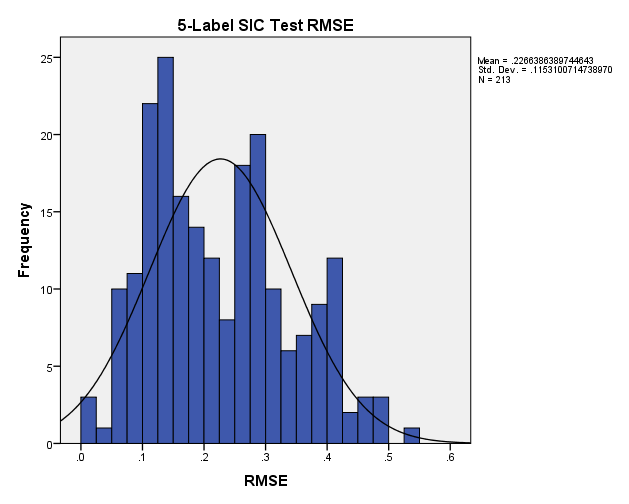 5-Label SIC Test RMSE
Mean = .2266386389744643
Std. Dev. = .1153100714738970
N = 213
Frequency
25
20
15
10
5
0
.0 .1 .2 .3 .4 .5 .6
RMSE